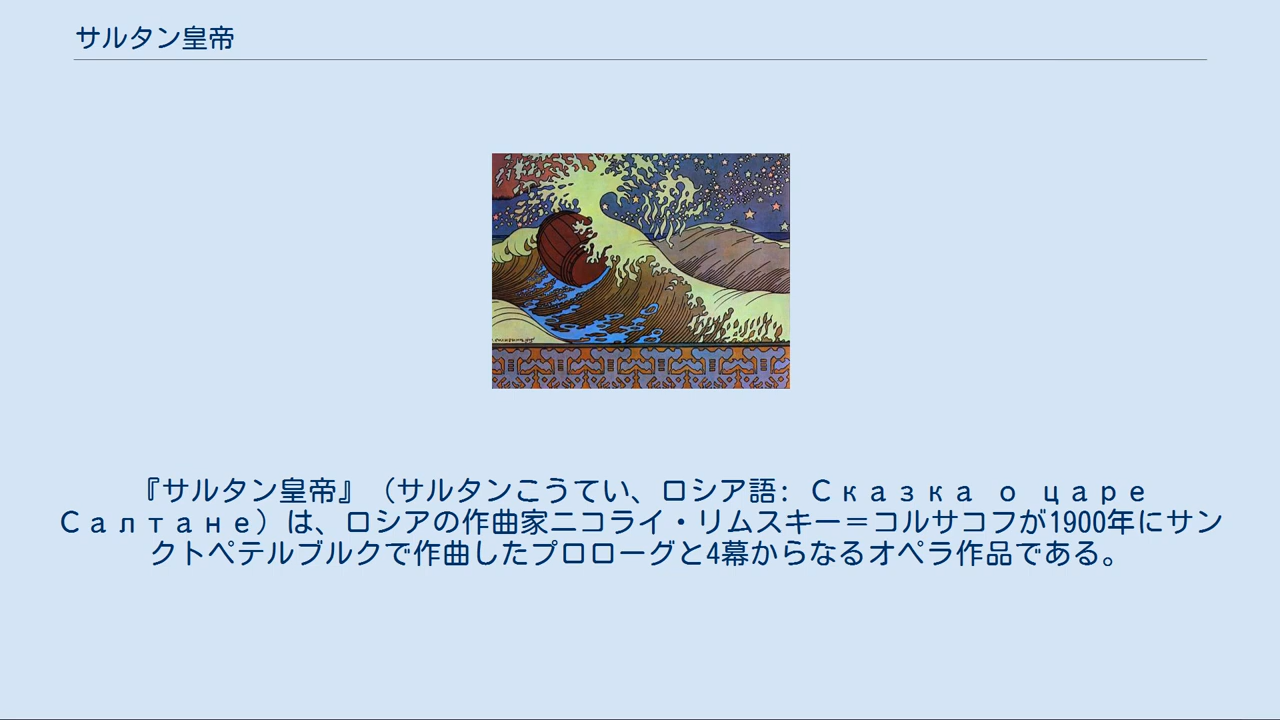 サルタン皇帝
『サルタン皇帝』（サルタンこうてい、ロシア語: Сказка о царе
Салтане）は、ロシアの作曲家ニコライ・リムスキー＝コルサコフが1900年にサン
クトペテルブルクで作曲したプロローグと4幕からなるオペラ作品である。